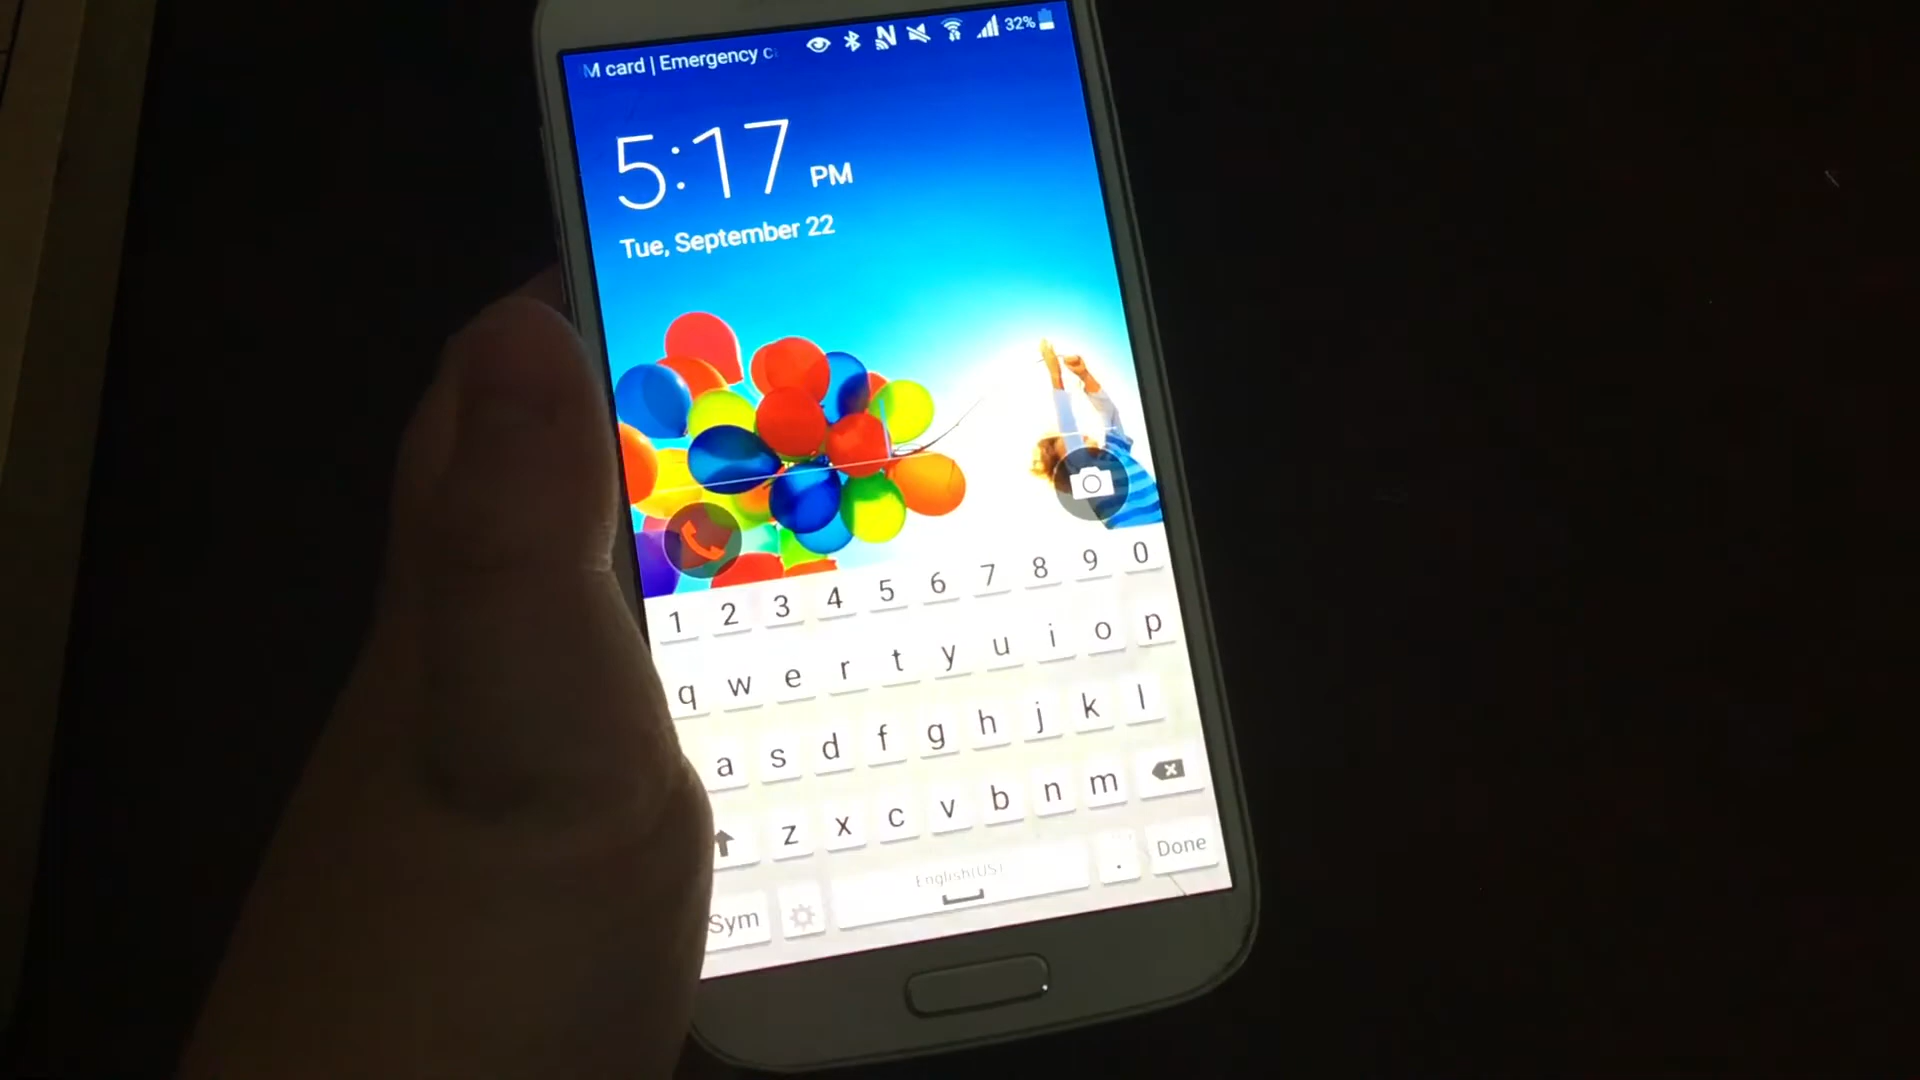 M card | Emergency c
32%
5:17 PM
Tue, September 22
1 2 3 4 5 6 7 8 9 0
q w e r t y u i o p
a s d f g h j k l
z x c v b n m
Sym English(US) . Done